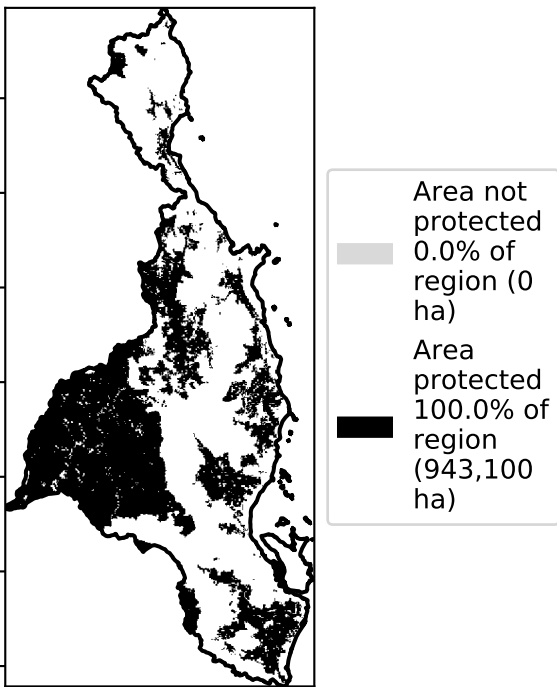 Area not
protected
0.0% of
region (0
ha)
Area
protected
100.0% of
region
(943,100
ha)